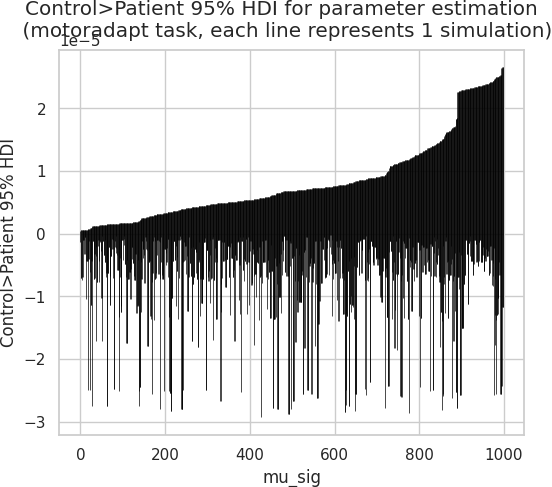 Control>Patient 95% HDI for parameter estimation
(motoradapt task, each line represents 1 simulation)
1e−5
Control>Patient 95% HDI
2
1
0
−1
−2
−3
0 200 400 600 800 1000
mu_sig